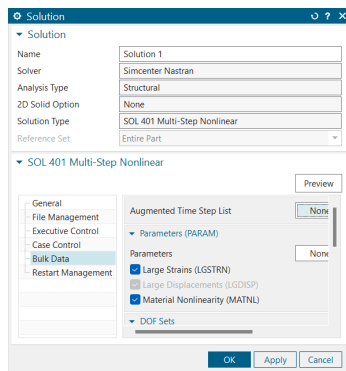 Solution
Solution
Name Solution 1
Solver Simcenter Nastran
Analysis Type Structural
2D Solid Option None
Solution Type SOL 401 Multi-Step Nonlinear
Reference Set Entire Part
SOL 401 Multi-Step Nonlinear
Preview
General
File Management
Executive Control
Case Control
Bulk Data
Restart Management
Augmented Time Step List None
Parameters (PARAM)
Parameters None
Large Strains (LGSTRN)
Large Displacements (LGDISP)
Material Nonlinearity (MATNL)
DOF Sets
OK Apply Cancel